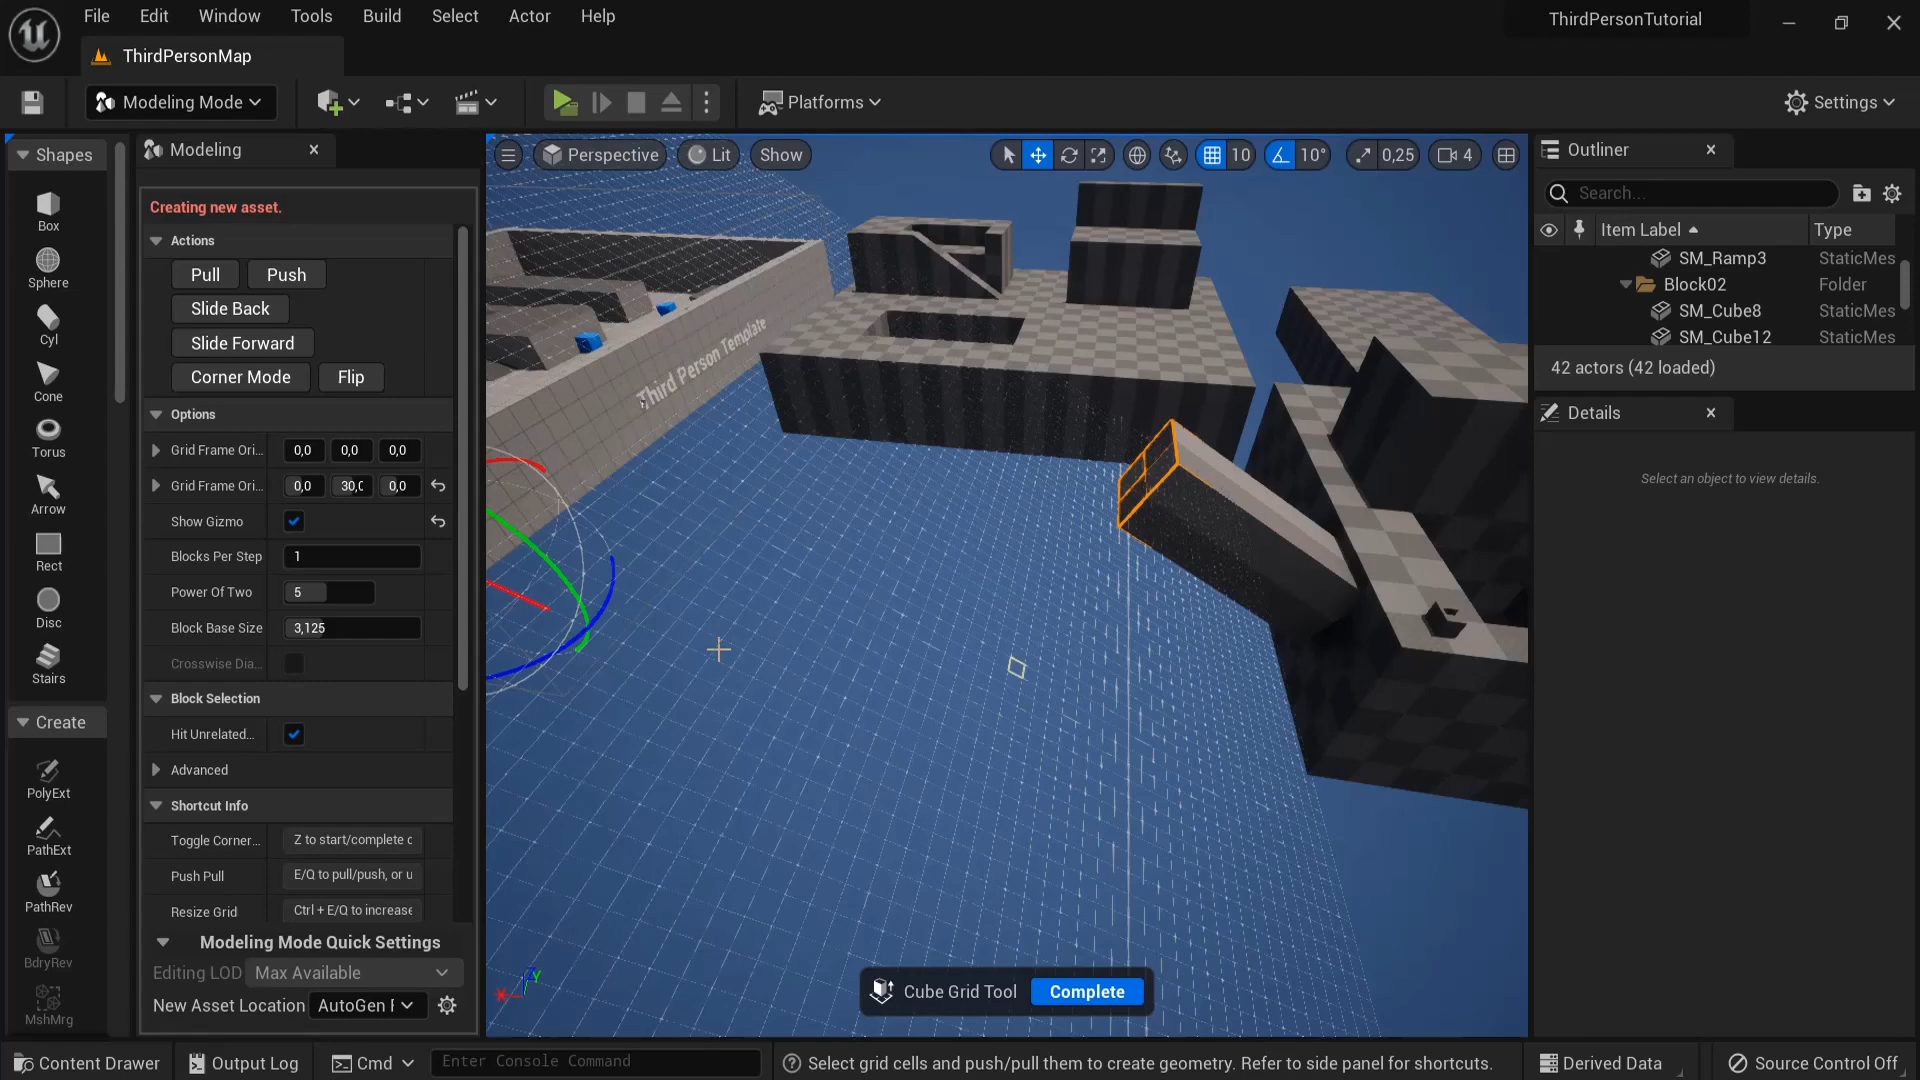 File Edit Window Tools Build Select Actor Help
ThirdPersonTutorial
ThirdPersonMap
Modeling Mode
Platforms
Settings
Shapes
Box
Sphere
Cyl
Cone
Torus
Arrow
Rect
Disc
Stairs
Create
PolyExt
PathExt
PathRev
BdryRev
MshMrg
Modeling
Creating new asset.
Actions
Pull Push
Slide Back
Slide Forward
Corner Mode Flip
Options
Grid Frame Ori... 0,0 0,0 0,0
Grid Frame Ori... 0,0 30,0 0,0
Show Gizmo
Blocks Per Step 1
Power Of Two 5
Block Base Size 3,125
Crosswise Dia...
Block Selection
Hit Unrelated...
Advanced
Shortcut Info
Toggle Corner... Z to start/complete c
Push Pull E/Q to pull/push, or u
Resize Grid Ctrl + E/Q to increase
Modeling Mode Quick Settings
Editing LOD Max Available
New Asset Location AutoGen F
Perspective Lit Show 10 10° 0,25 4
Third Person Template
Cube Grid Tool Complete
Outliner
Search...
Item Label Type
SM_Ramp3 StaticMes
Block02 Folder
SM_Cube8 StaticMes
SM_Cube12 StaticMes
42 actors (42 loaded)
Details
Select an object to view details.
Content Drawer Output Log Cmd Enter Console Command Select grid cells and push/pull them to create geometry. Refer to side panel for shortcuts. Derived Data Source Control Off